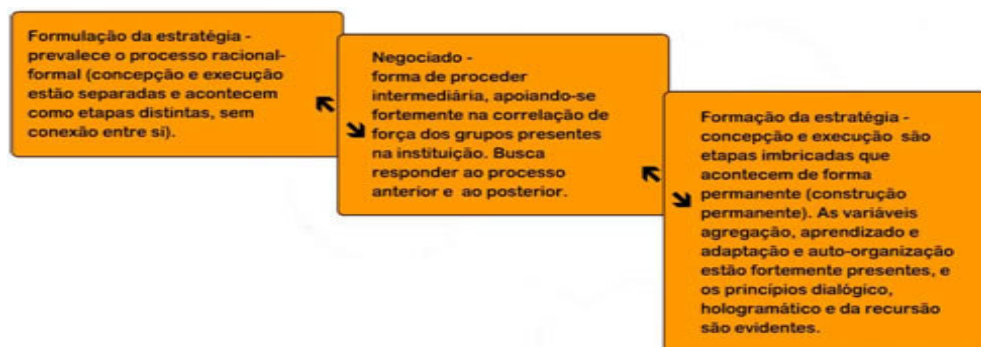 Formulação da estratégia -
prevalece o processo racional-
formal (concepção e execução
estão separadas e acontecem
como etapas distintas, sem
conexão entre si).
Negociado -
forma de proceder
intermediária, apoiando-se
fortemente na correlação de
força dos grupos presentes
na instituição. Busca
responder ao processo
anterior e ao posterior.
Formação da estratégia -
concepção e execução são
etapas imbricadas que
acontecem de forma
permanente (construção
permanente). As variáveis
agregação, aprendizado e
adaptação e auto-organização
estão fortemente presentes, e
os princípios dialógico,
hologramático e da recursão
são evidentes.